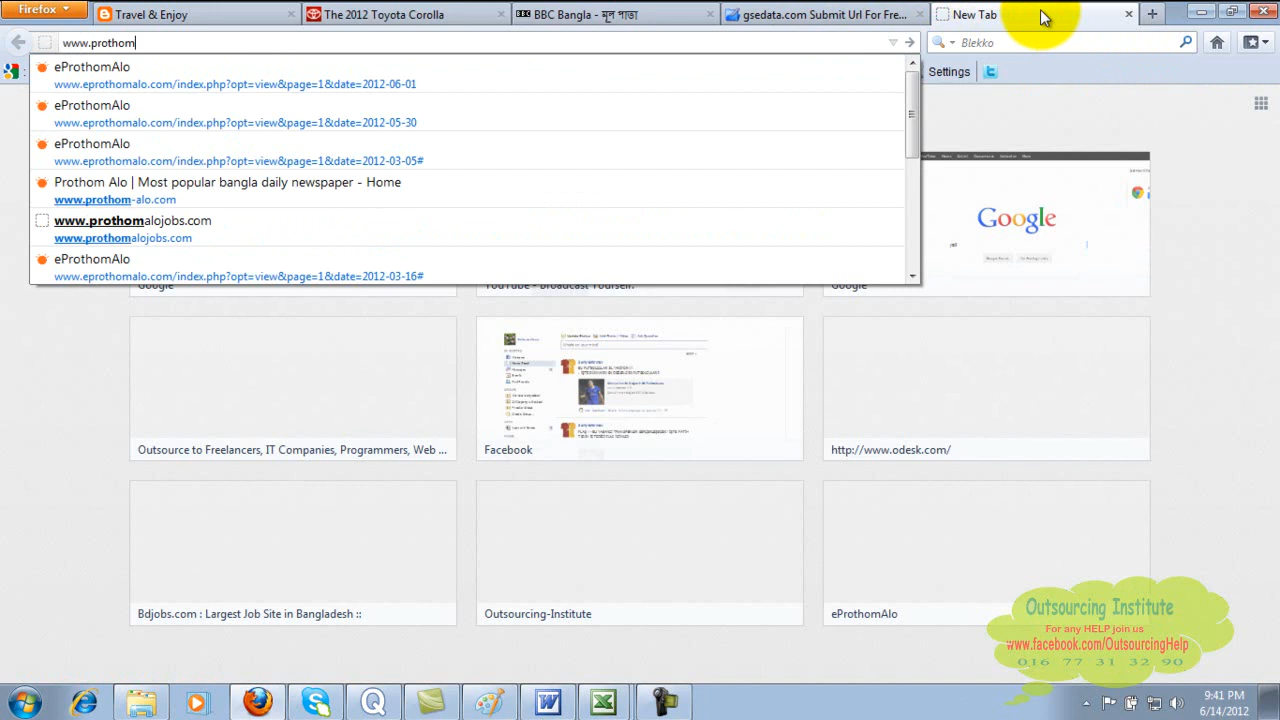 Firefox
Travel & Enjoy
The 2012 Toyota Corolla
BBC BBC Bangla - মূল পাতা
gsedata.com Submit Url For Fre...
New Tab
www.prothom
Blekko
eProthomAlo
www.eprothomalo.com/index.php?opt=view&page=1&date=2012-06-01
Settings
eProthomAlo
www.eprothomalo.com/index.php?opt=view&page=1&date=2012-05-30
eProthomAlo
www.eprothomalo.com/index.php?opt=view&page=1&date=2012-03-05#
Prothom Alo | Most popular bangla daily newspaper - Home
www.prothom-alo.com
www.prothomalojobs.com
www.prothomalojobs.com
eProthomAlo
www.eprothomalo.com/index.php?opt=view&page=1&date=2012-03-16#
Google
Google
YouTube - Broadcast Yourself.
Google
Outsource to Freelancers, IT Companies, Programmers, Web ...
Facebook
http://www.odesk.com/
Bdjobs.com : Largest Job Site in Bangladesh ::
Outsourcing-Institute
eProthomAlo
Outsourcing Institute
For any HELP join us
www.facebook.com/OutsourcingHelp
016 77 31 32 90
9:41 PM
6/14/2012